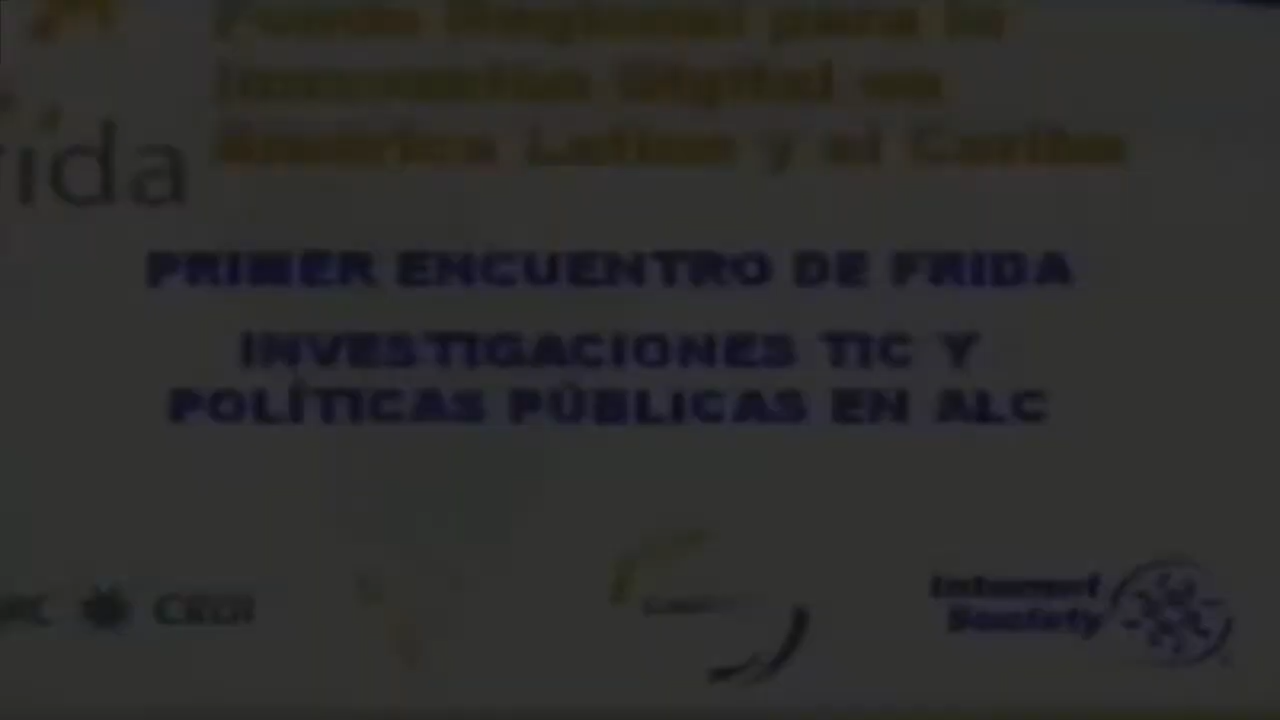 Fondo Regional para la
Innovación Digital en
América Latina y el Caribe
rida
PRIMER ENCUENTRO DE FRIDA
INVESTIGACIONES TIC Y
POLÍTICAS PÚBLICAS EN ALC
CRDI
Internet
Society